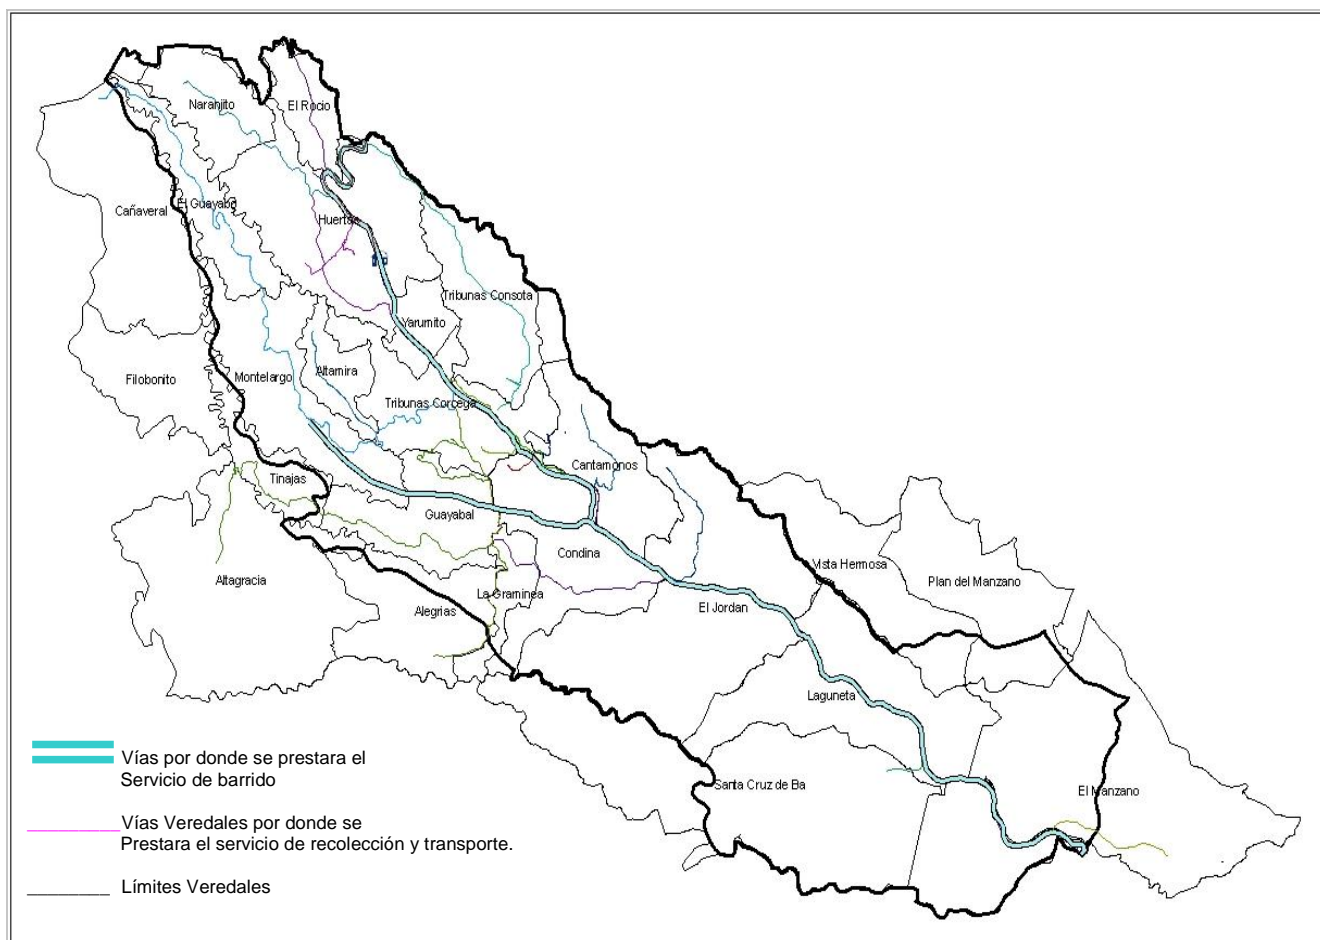 Naranjito
El Rocio
Cañaveral
El Guayabo
Huertas
Tribunas Consota
Yarumito
Filobonito
Montelargo
Altamira
Tribunas Corcega
Cantamonos
Tinajas
Guayabal
Condina
Vista Hermosa
Plan del Manzano
Altagracia
La Graminea
Alegrias
El Jordan
Laguneta
Santa Cruz de Ba
El Manzano
Vías por donde se prestara el
Servicio de barrido
Vías Veredales por donde se
Prestara el servicio de recolección y transporte.
Límites Veredales